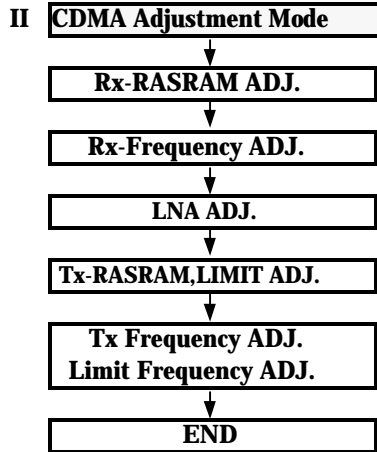 II CDMA Adjustment Mode
Rx-RASRAM ADJ.
Rx-Frequency ADJ.
LNA ADJ.
Tx-RASRAM,LIMIT ADJ.
Tx Frequency ADJ.
Limit Frequency ADJ.
END